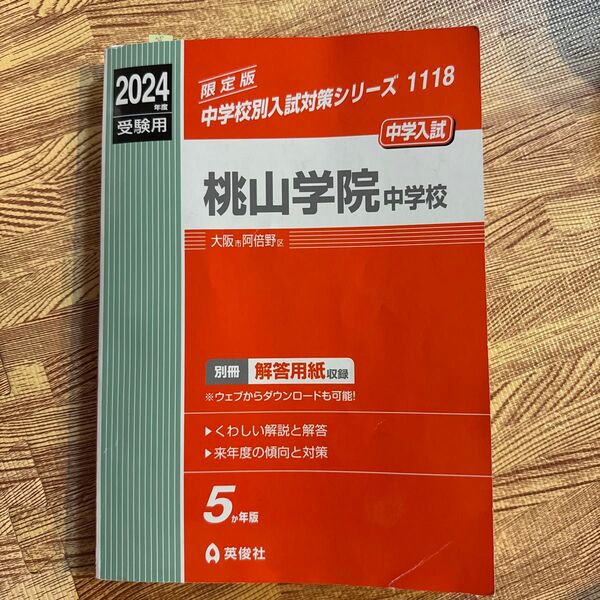 2024年度
受験用
限定版
中学校別入試対策シリーズ 1118
中学入試
桃山学院中学校
大阪市阿倍野区
別冊 解答用紙収録
※ウェブからダウンロードも可能!
▶くわしい解説と解答
▶来年度の傾向と対策
5か年版
英俊社